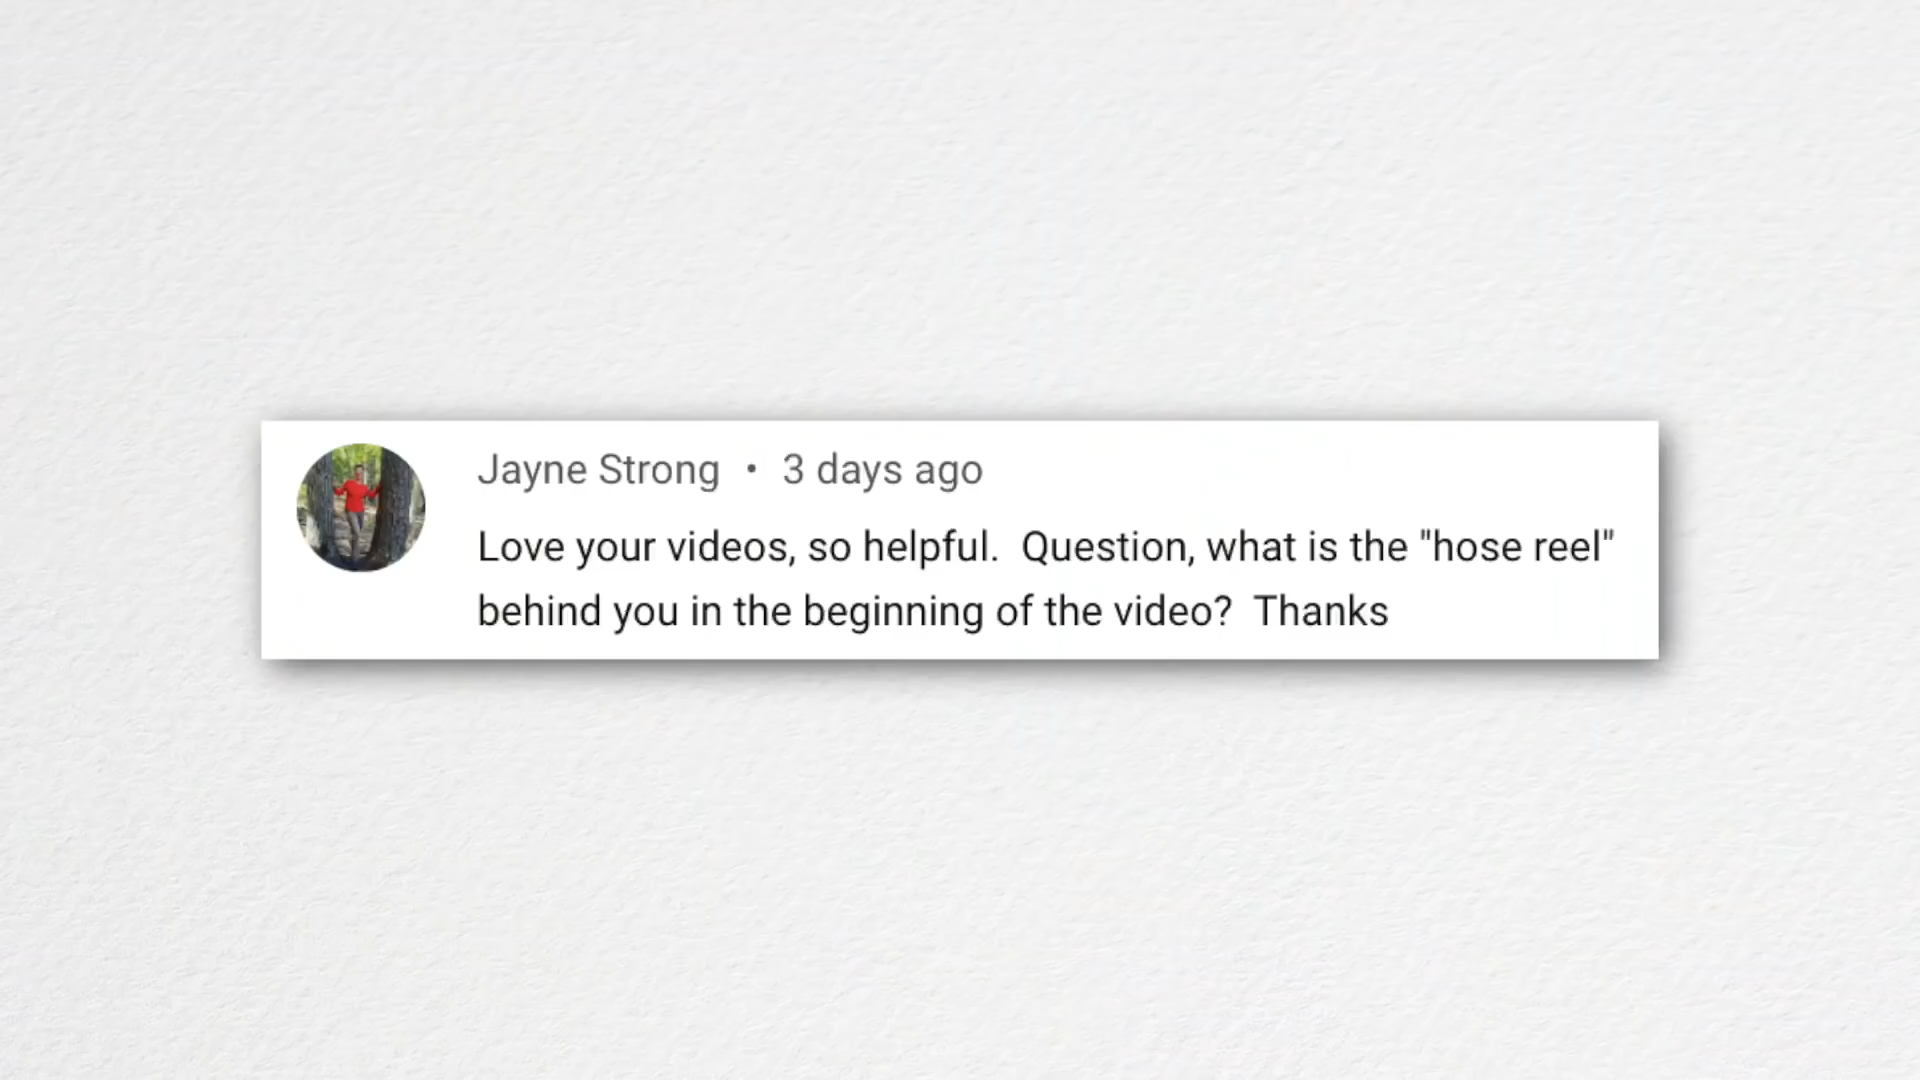 Jayne Strong • 3 days ago
Love your videos, so helpful.  Question, what is the "hose reel"
behind you in the beginning of the video?  Thanks